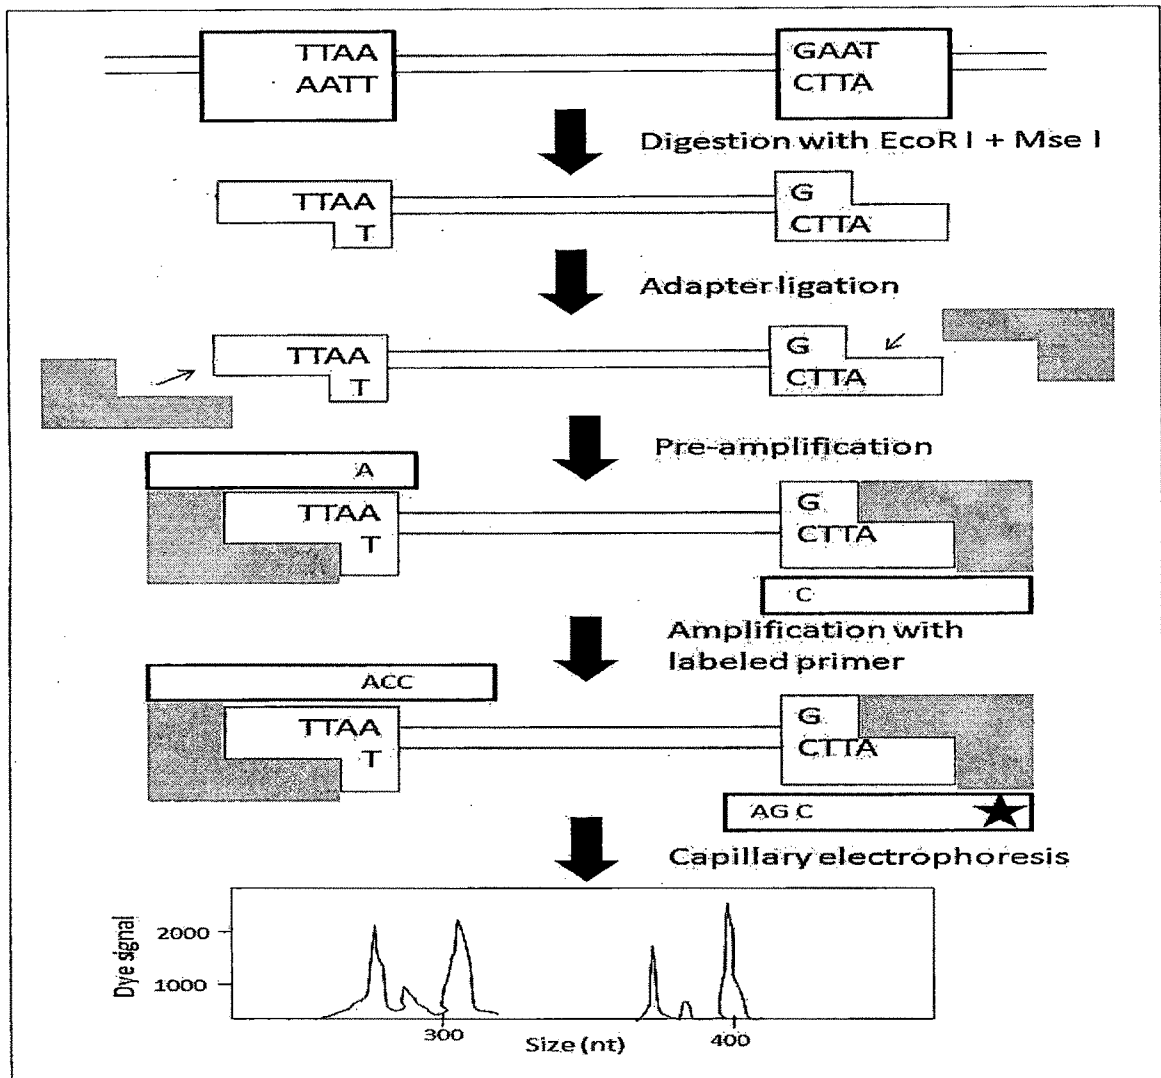 TTAA GAAT
AATT CTTA
Digestion with EcoR I + Mse I
TTAA G
T CTTA
Adapter ligation
TTAA G
T CTTA
Pre-amplification
A
TTAA G
T CTTA
C
Amplification with
labeled primer
ACC
TTAA G
T CTTA
AG C
Capillary electrophoresis
Dye signal
2000
1000
300 400
Size (nt)